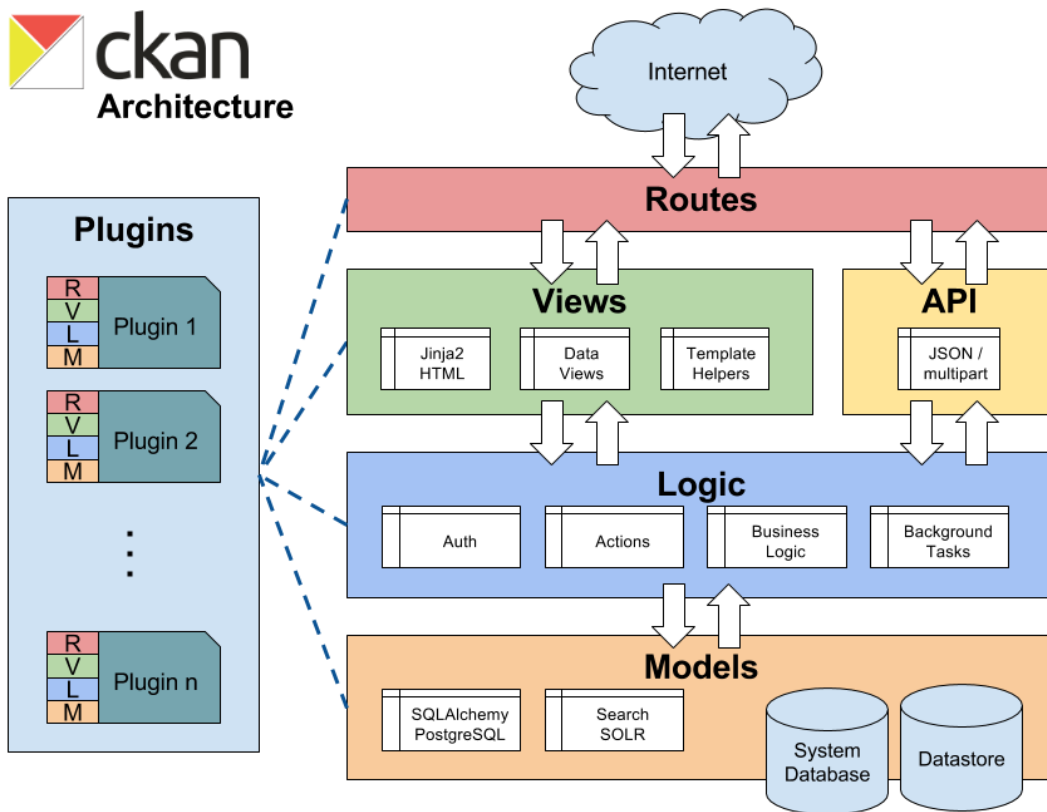 ckan
Architecture
Internet
Routes
Plugins
R
V
L
M
Plugin 1
R
V
L
M
Plugin 2
R
V
L
M
Plugin n
Views
Jinja2
HTML
Data
Views
Template
Helpers
API
JSON /
multipart
Logic
Auth
Actions
Business
Logic
Background
Tasks
Models
SQLAlchemy
PostgreSQL
Search
SOLR
System
Database
Datastore